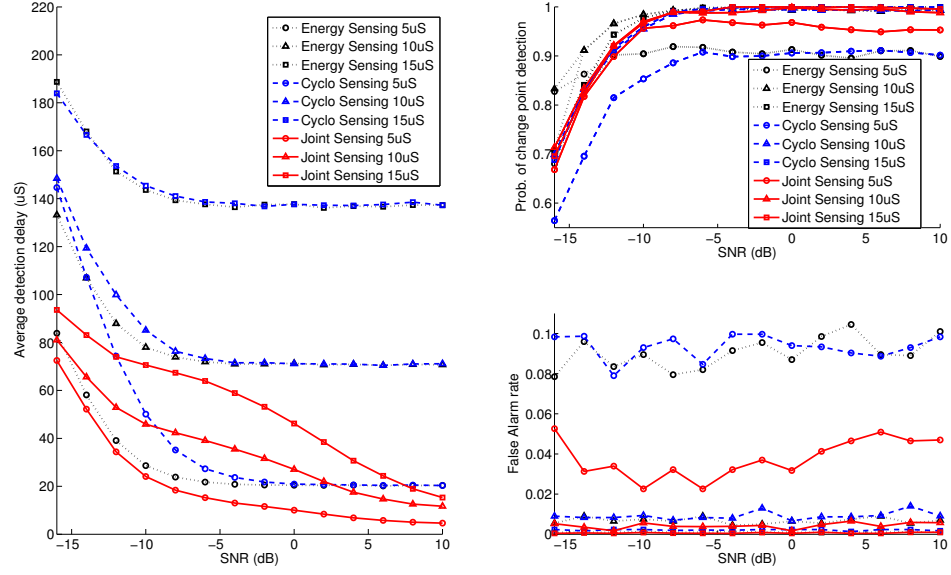 220
200
180
160
140
120
100
80
60
40
20
0
−15
−10
−5
0
5
10
SNR (dB)
Average detection delay (uS)
Energy Sensing 5uS
Energy Sensing 10uS
Energy Sensing 15uS
Cyclo Sensing 5uS
Cyclo Sensing 10uS
Cyclo Sensing 15uS
Joint Sensing 5uS
Joint Sensing 10uS
Joint Sensing 15uS
1
0.9
0.8
0.7
0.6
−15
−10
−5
0
5
10
SNR (dB)
Prob. of change point detection
Energy Sensing 5uS
Energy Sensing 10uS
Energy Sensing 15uS
Cyclo Sensing 5uS
Cyclo Sensing 10uS
Cyclo Sensing 15uS
Joint Sensing 5uS
Joint Sensing 10uS
Joint Sensing 15uS
0.1
0.08
0.06
0.04
0.02
0
−15
−10
−5
0
5
10
SNR (dB)
False Alarm rate